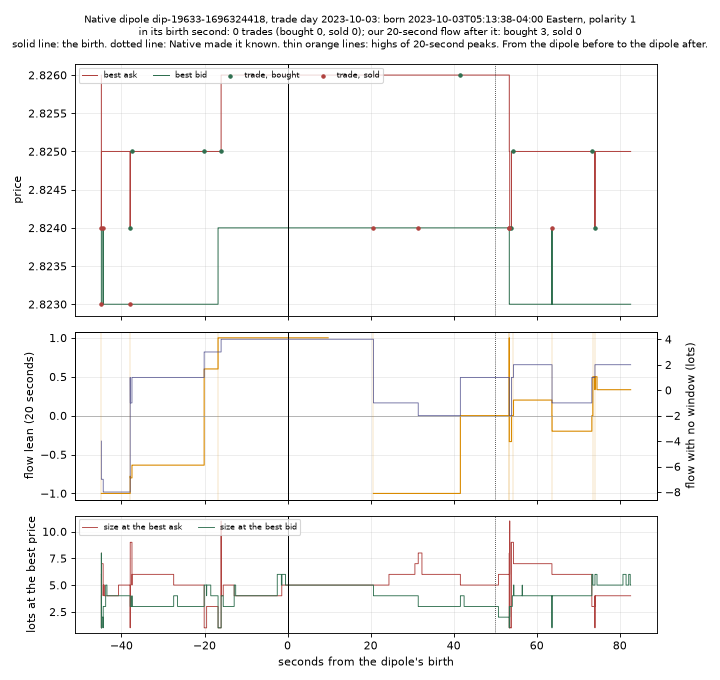 Native dipole dip-19633-1696324418, trade day 2023-10-03: born 2023-10-03T05:13:38-04:00 Eastern, polarity 1
in its birth second: 0 trades (bought 0, sold 0); our 20-second flow after it: bought 3, sold 0
solid line: the birth. dotted line: Native made it known. thin orange lines: highs of 20-second peaks. From the dipole before to the dipole after.
best ask best bid trade, bought trade, sold
2.8260
2.8255
2.8250
2.8245
2.8240
2.8235
2.8230
price
1.0
0.5
0.0
−0.5
−1.0
flow lean (20 seconds)
4
2
0
−2
−4
−6
−8
flow with no window (lots)
size at the best ask size at the best bid
10.0
7.5
5.0
2.5
lots at the best price
−40 −20 0 20 40 60 80
seconds from the dipole's birth